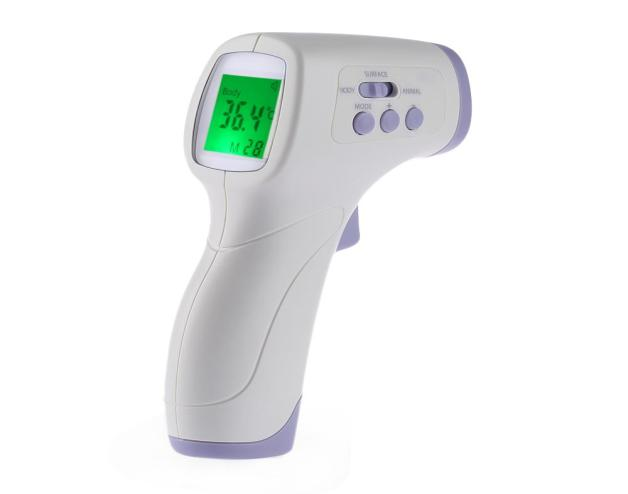 Body
36.4°C
M 28
SURFACE
BODY ANIMAL
MODE +